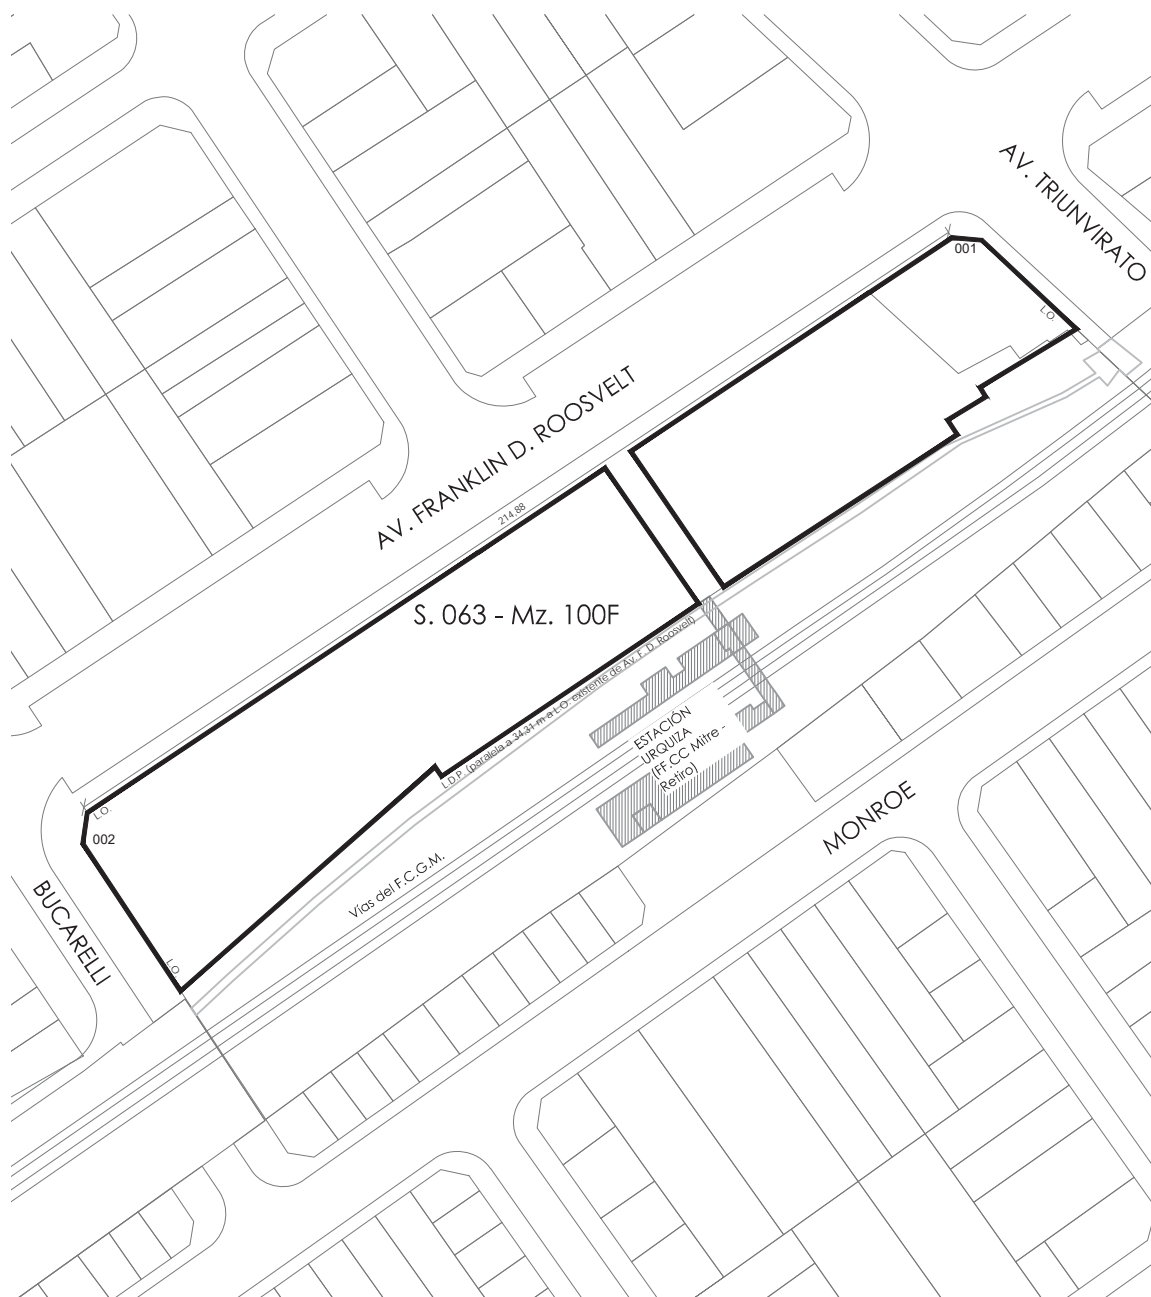 AV. TRIUNVIRATO
001
L.O.
AV. FRANKLIN D. ROOSVELT
214,88
S. 063 - Mz. 100F
L.D.P. (paralela a 34,31 m a L.O. existente de Av. F. D. Roosvelt)
ESTACIÓN
URQUIZA
(FF.CC Mitre -
Retiro)
L.O.
002
MONROE
Vías del F.C.G.M.
BUCARELLI
L.O.